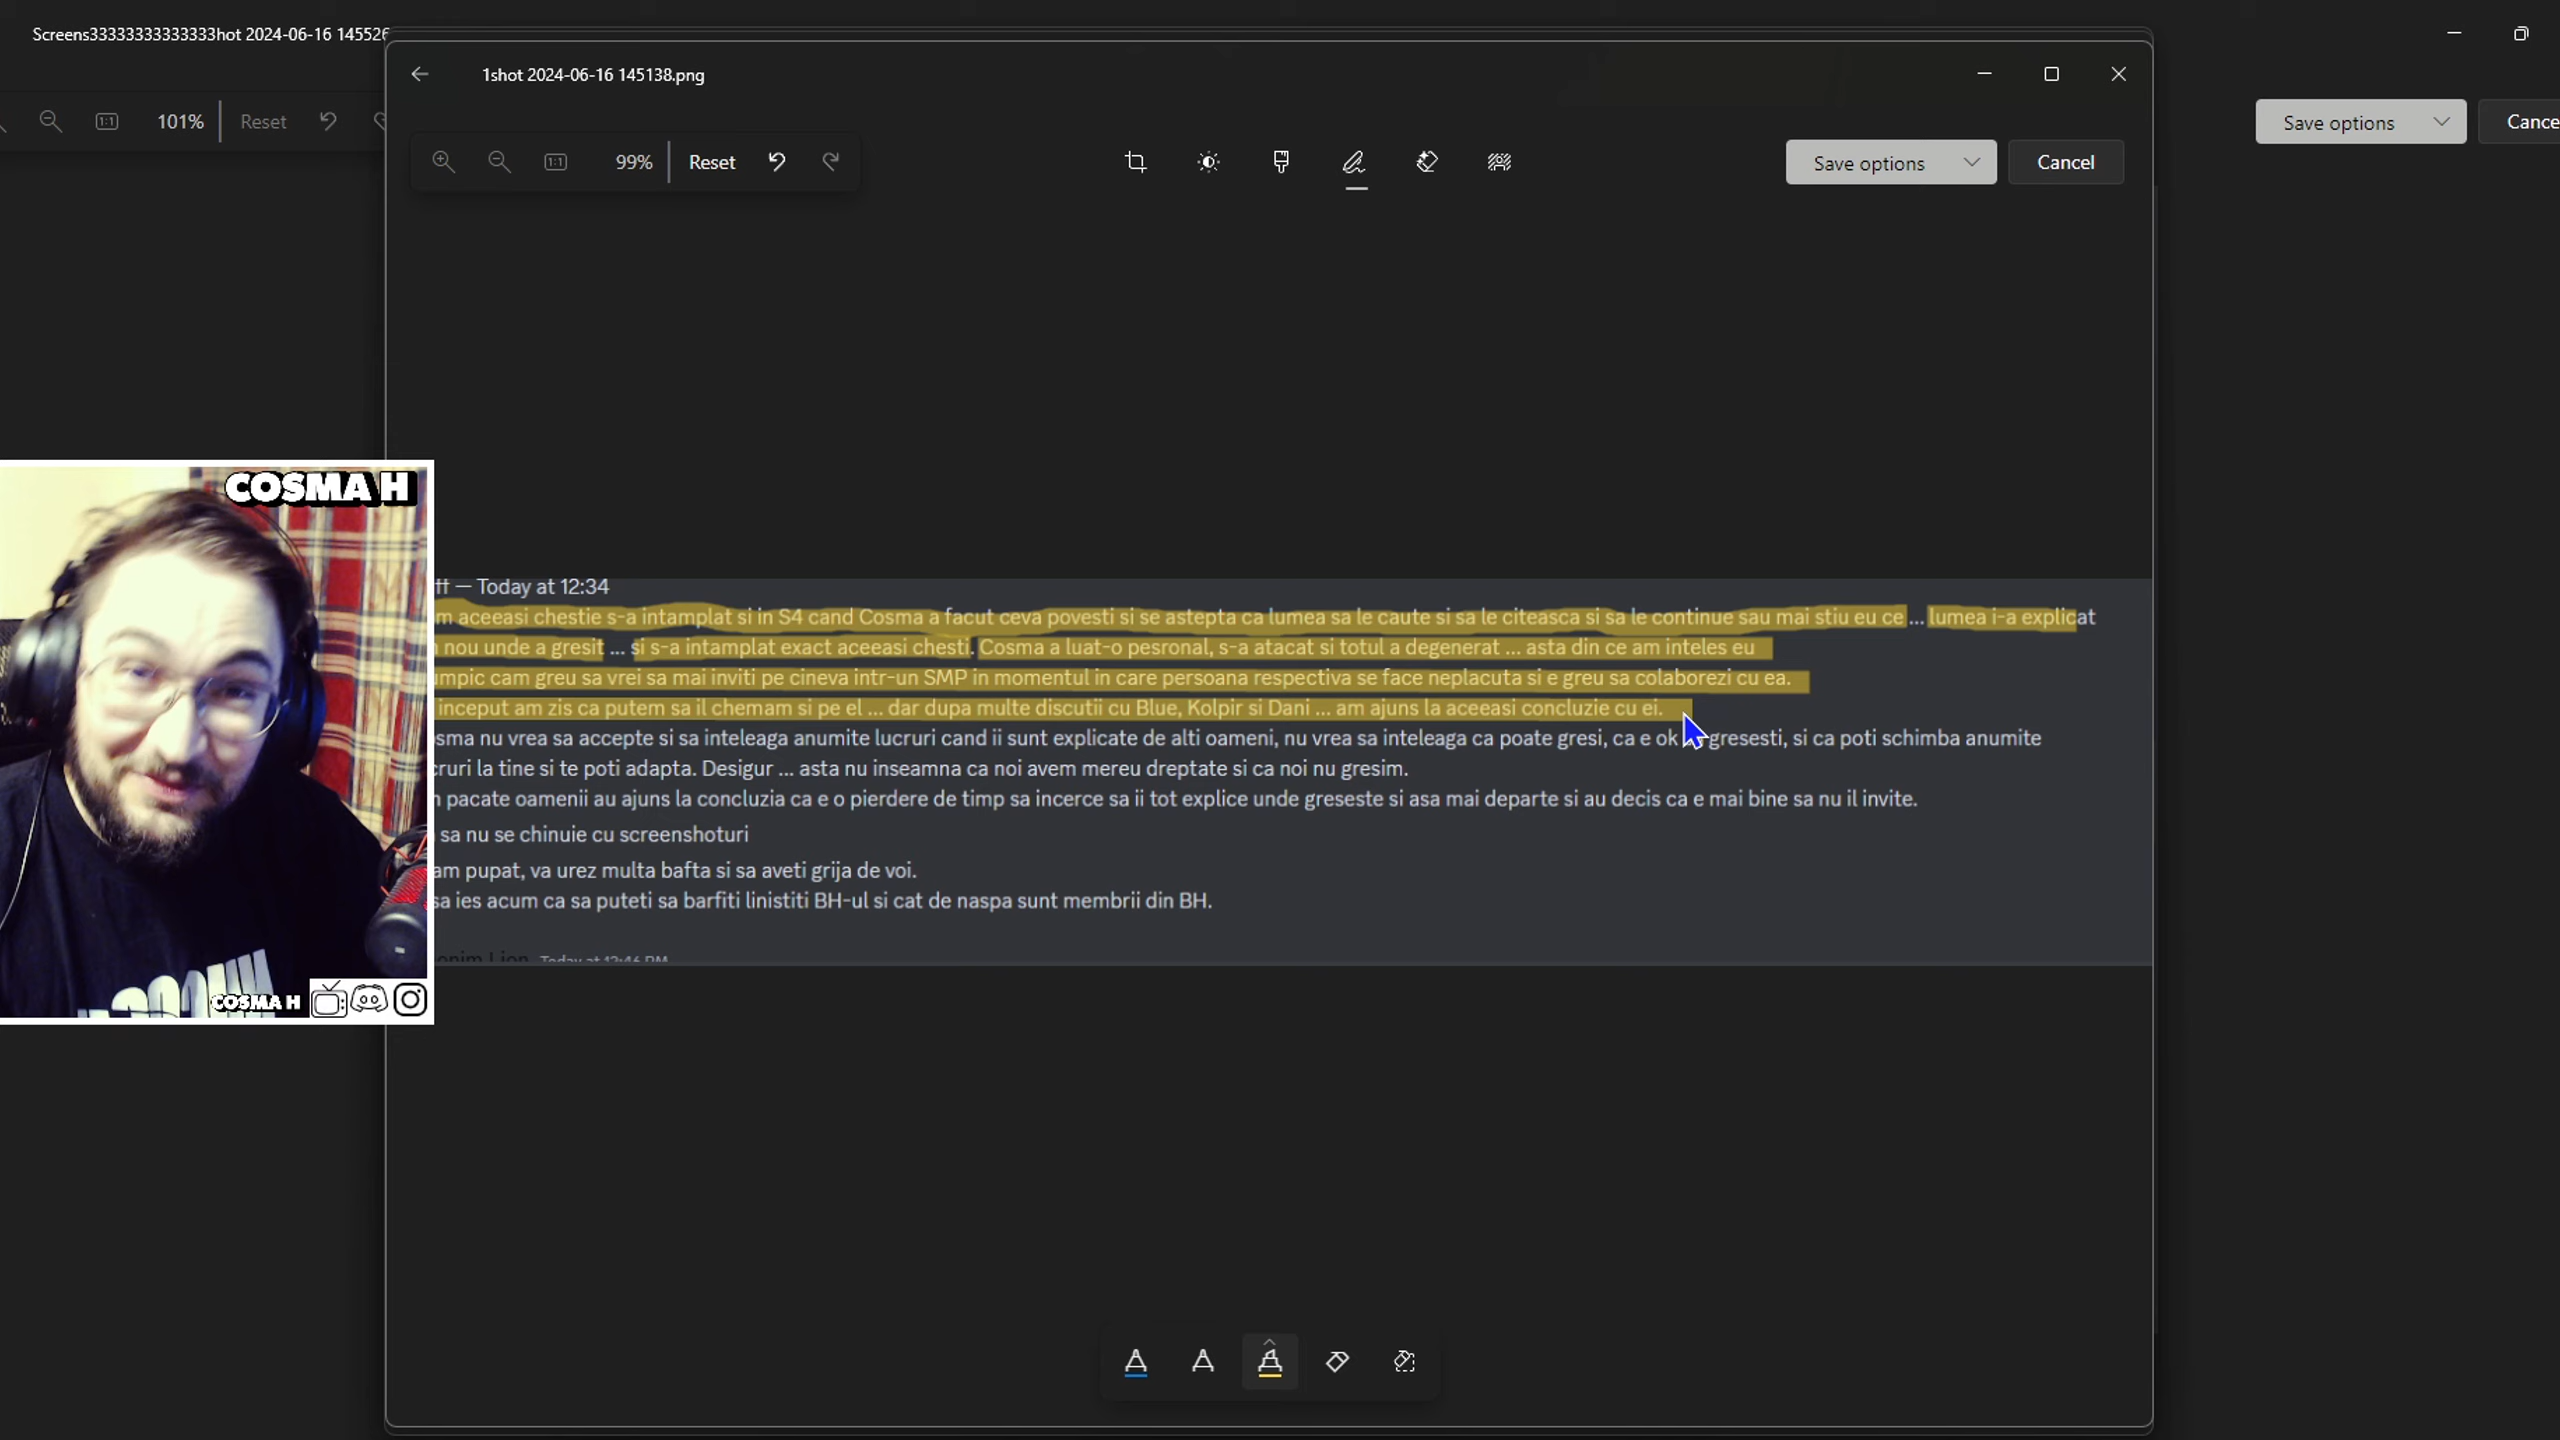 Screens33333333333333hot 2024-06-16 145526
1shot 2024-06-16 145138.png
101%
Reset
Save options
99%
Reset
Save options
Cancel
COSMA H
Today at 12:34
aceeasi chestie s-a intamplat si in S4 cand Cosma a facut ceva povesti si se astepta ca lumea sa le caute si sa le citeasca si sa le continue sau mai stiu eu ce ... lumea i-a explicat
nou unde a gresit ... si s-a intamplat exact aceeasi chesti. Cosma a luat-o pesronal, s-a atacat si totul a degenerat ... asta din ce am inteles eu
cam greu sa vrei sa mai inviti pe cineva intr-un SMP in momentul in care persoana respectiva se face neplacuta si e greu sa colaborezi cu ea.
inceput am zis ca putem sa il chemam si pe el ... dar dupa multe discutii cu Blue, Kolpir si Dani ... am ajuns la aceeasi concluzie cu ei.
nu vrea sa accepte si sa inteleaga anumite lucruri cand ii sunt explicate de alti oameni, nu vrea sa inteleaga ca poate gresi, ca e ok gresesti, si ca poti schimba anumite
la tine si te poti adapta. Desigur ... asta nu inseamna ca noi avem mereu dreptate si ca noi nu gresim.
pacate oamenii au ajuns la concluzia ca e o pierdere de timp sa incerce sa ii tot explice unde greseste si asa mai departe si au decis ca e mai bine sa nu il invite.
sa nu se chinuie cu screenshoturi
pupat, va urez multa bafta si sa aveti grija de voi.
sa ies acum ca sa puteti sa barfiti linistiti BH-ul si cat de naspa sunt membrii din BH.
COSMA H